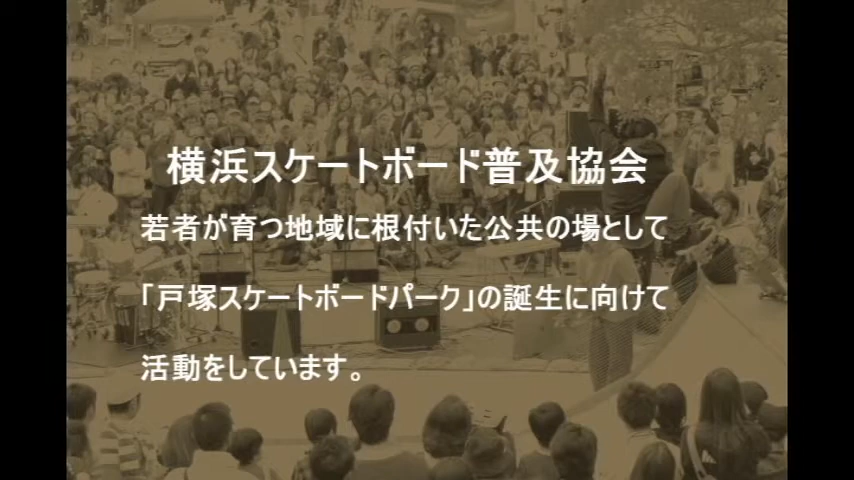 横浜スケートボード普及協会
若者が育つ地域に根付いた公共の場として
「戸塚スケートボードパーク」の誕生に向けて
活動をしています。